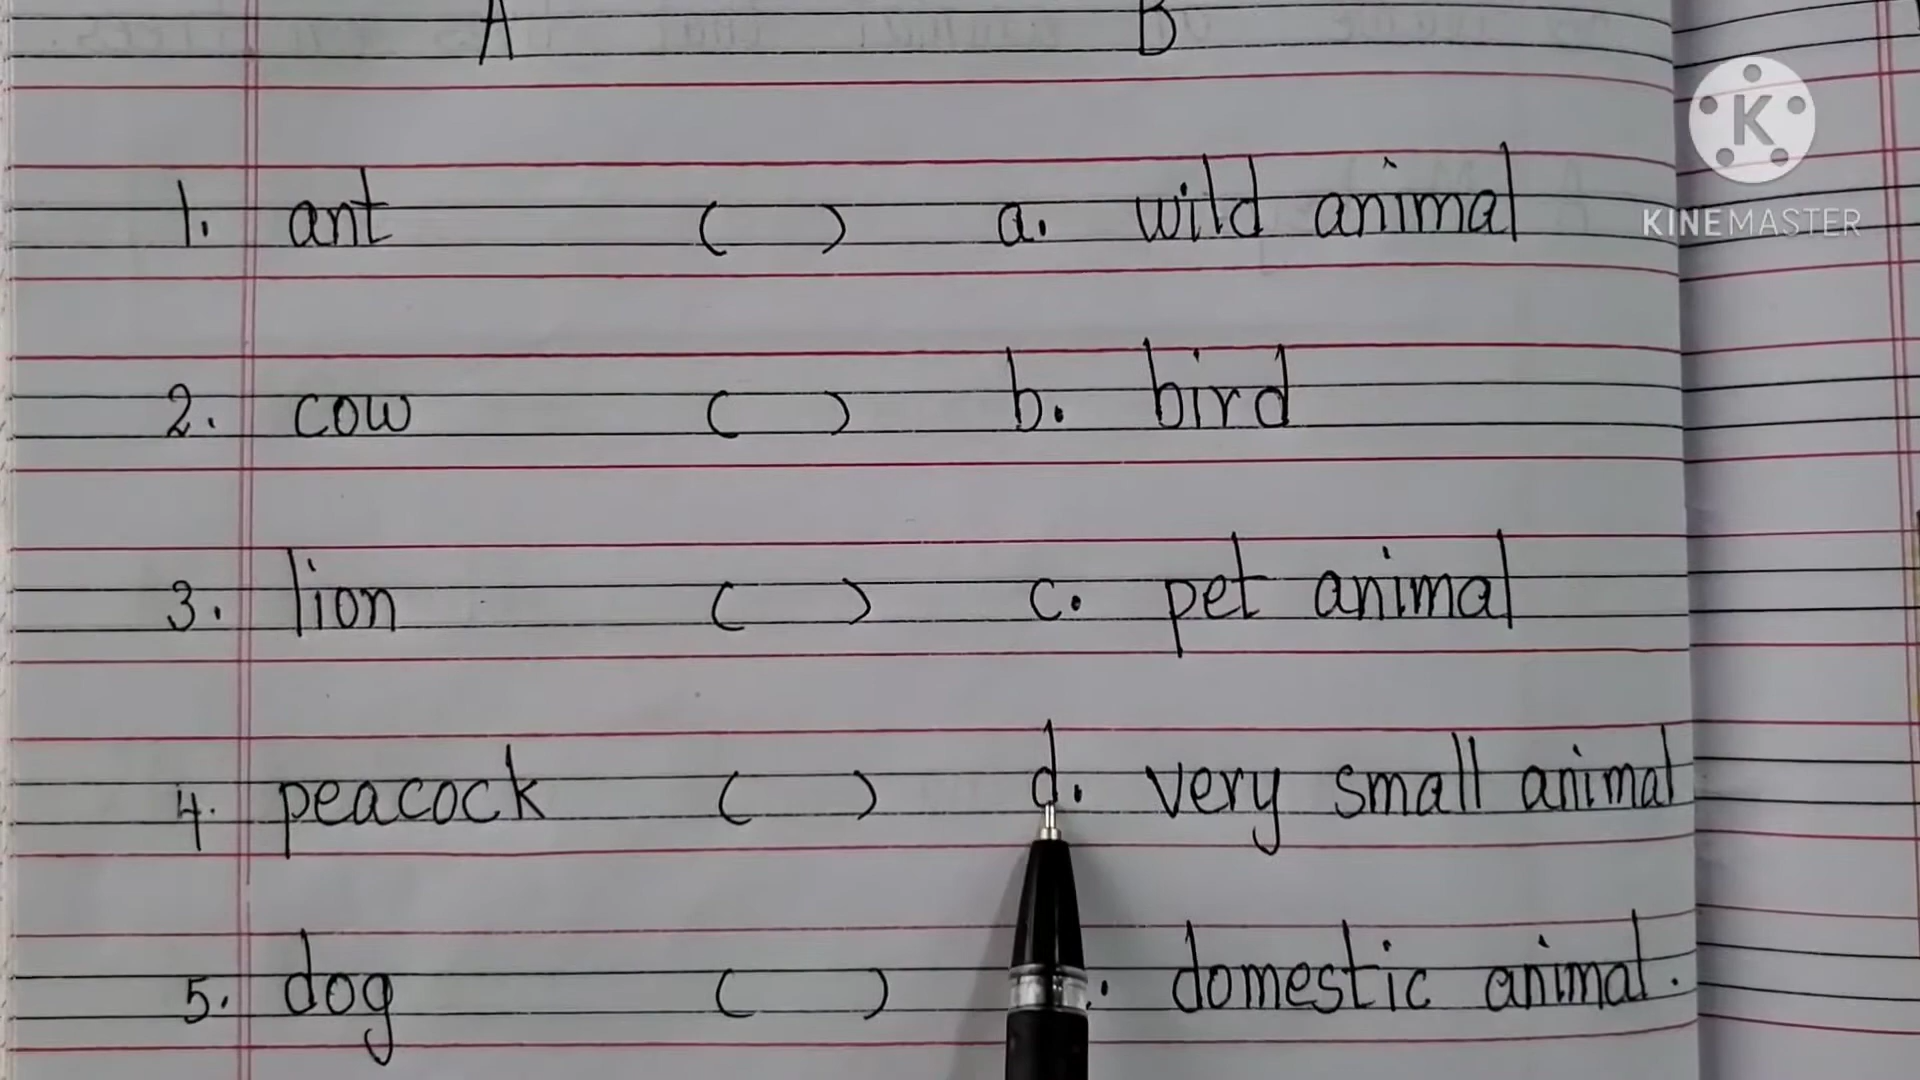 A B
1. ant ( ) a. wild animal
K
KINEMASTER
2. cow ( ) b. bird
3. lion ( ) c. pet animal
4. peacock ( ) d. very small animal
5. dog ( ) . domestic animal.